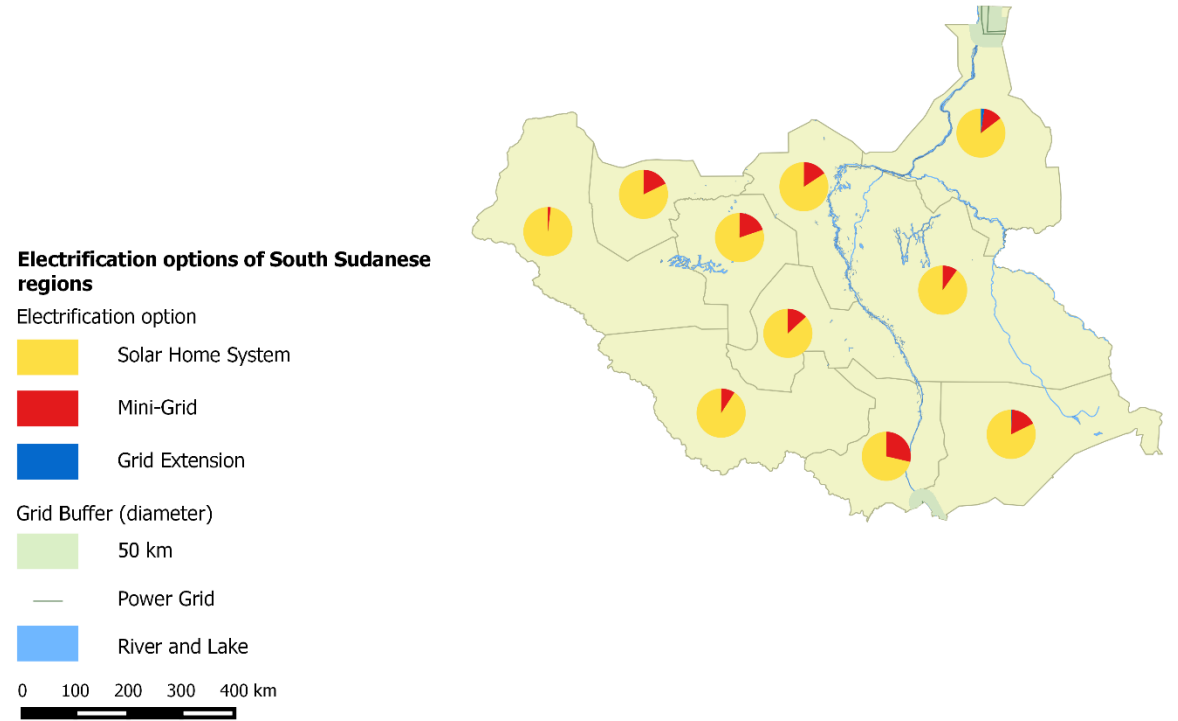 Electrification options of South Sudanese
regions
Electrification option
Solar Home System
Mini-Grid
Grid Extension
Grid Buffer (diameter)
50 km
Power Grid
River and Lake
0 100 200 300 400 km